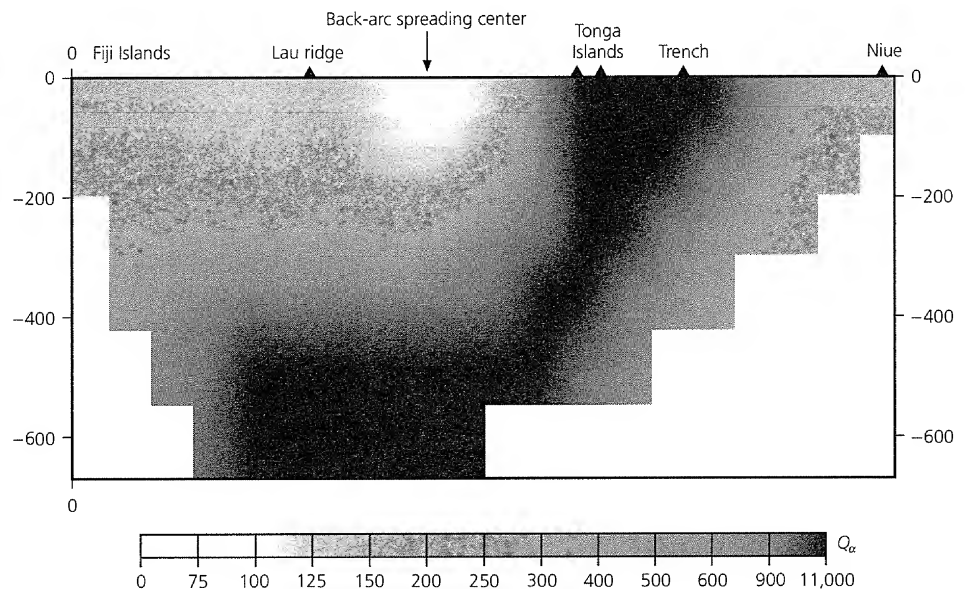 Back-arc spreading center
0 Fiji Islands Lau ridge Tonga Islands Trench Niue
0 0
−200 −200
−400 −400
−600 −600
0
Qα
0 75 100 125 150 200 250 300 400 500 600 900 11,000